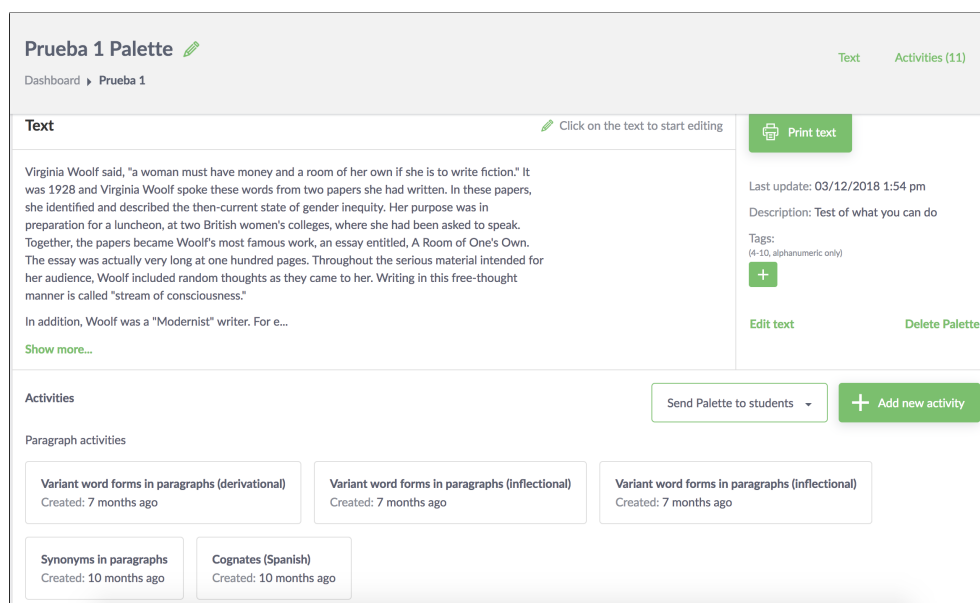 Prueba 1 Palette
Text
Activities (11)
Dashboard ▸ Prueba 1
Text
Click on the text to start editing
Print text
Virginia Woolf said, "a woman must have money and a room of her own if she is to write fiction." It
was 1928 and Virginia Woolf spoke these words from two papers she had written. In these papers,
she identified and described the then-current state of gender inequity. Her purpose was in
preparation for a luncheon, at two British women's colleges, where she had been asked to speak.
Together, the papers became Woolf's most famous work, an essay entitled, A Room of One's Own.
The essay was actually very long at one hundred pages. Throughout the serious material intended for
her audience, Woolf included random thoughts as they came to her. Writing in this free-thought
manner is called "stream of consciousness."
In addition, Woolf was a "Modernist" writer. For e...
Show more...
Last update: 03/12/2018 1:54 pm
Description: Test of what you can do
Tags:
(4-10, alphanumeric only)
+
Edit text
Delete Palette
Activities
Send Palette to students
+ Add new activity
Paragraph activities
Variant word forms in paragraphs (derivational)
Created: 7 months ago
Variant word forms in paragraphs (inflectional)
Created: 7 months ago
Variant word forms in paragraphs (inflectional)
Created: 7 months ago
Synonyms in paragraphs
Created: 10 months ago
Cognates (Spanish)
Created: 10 months ago